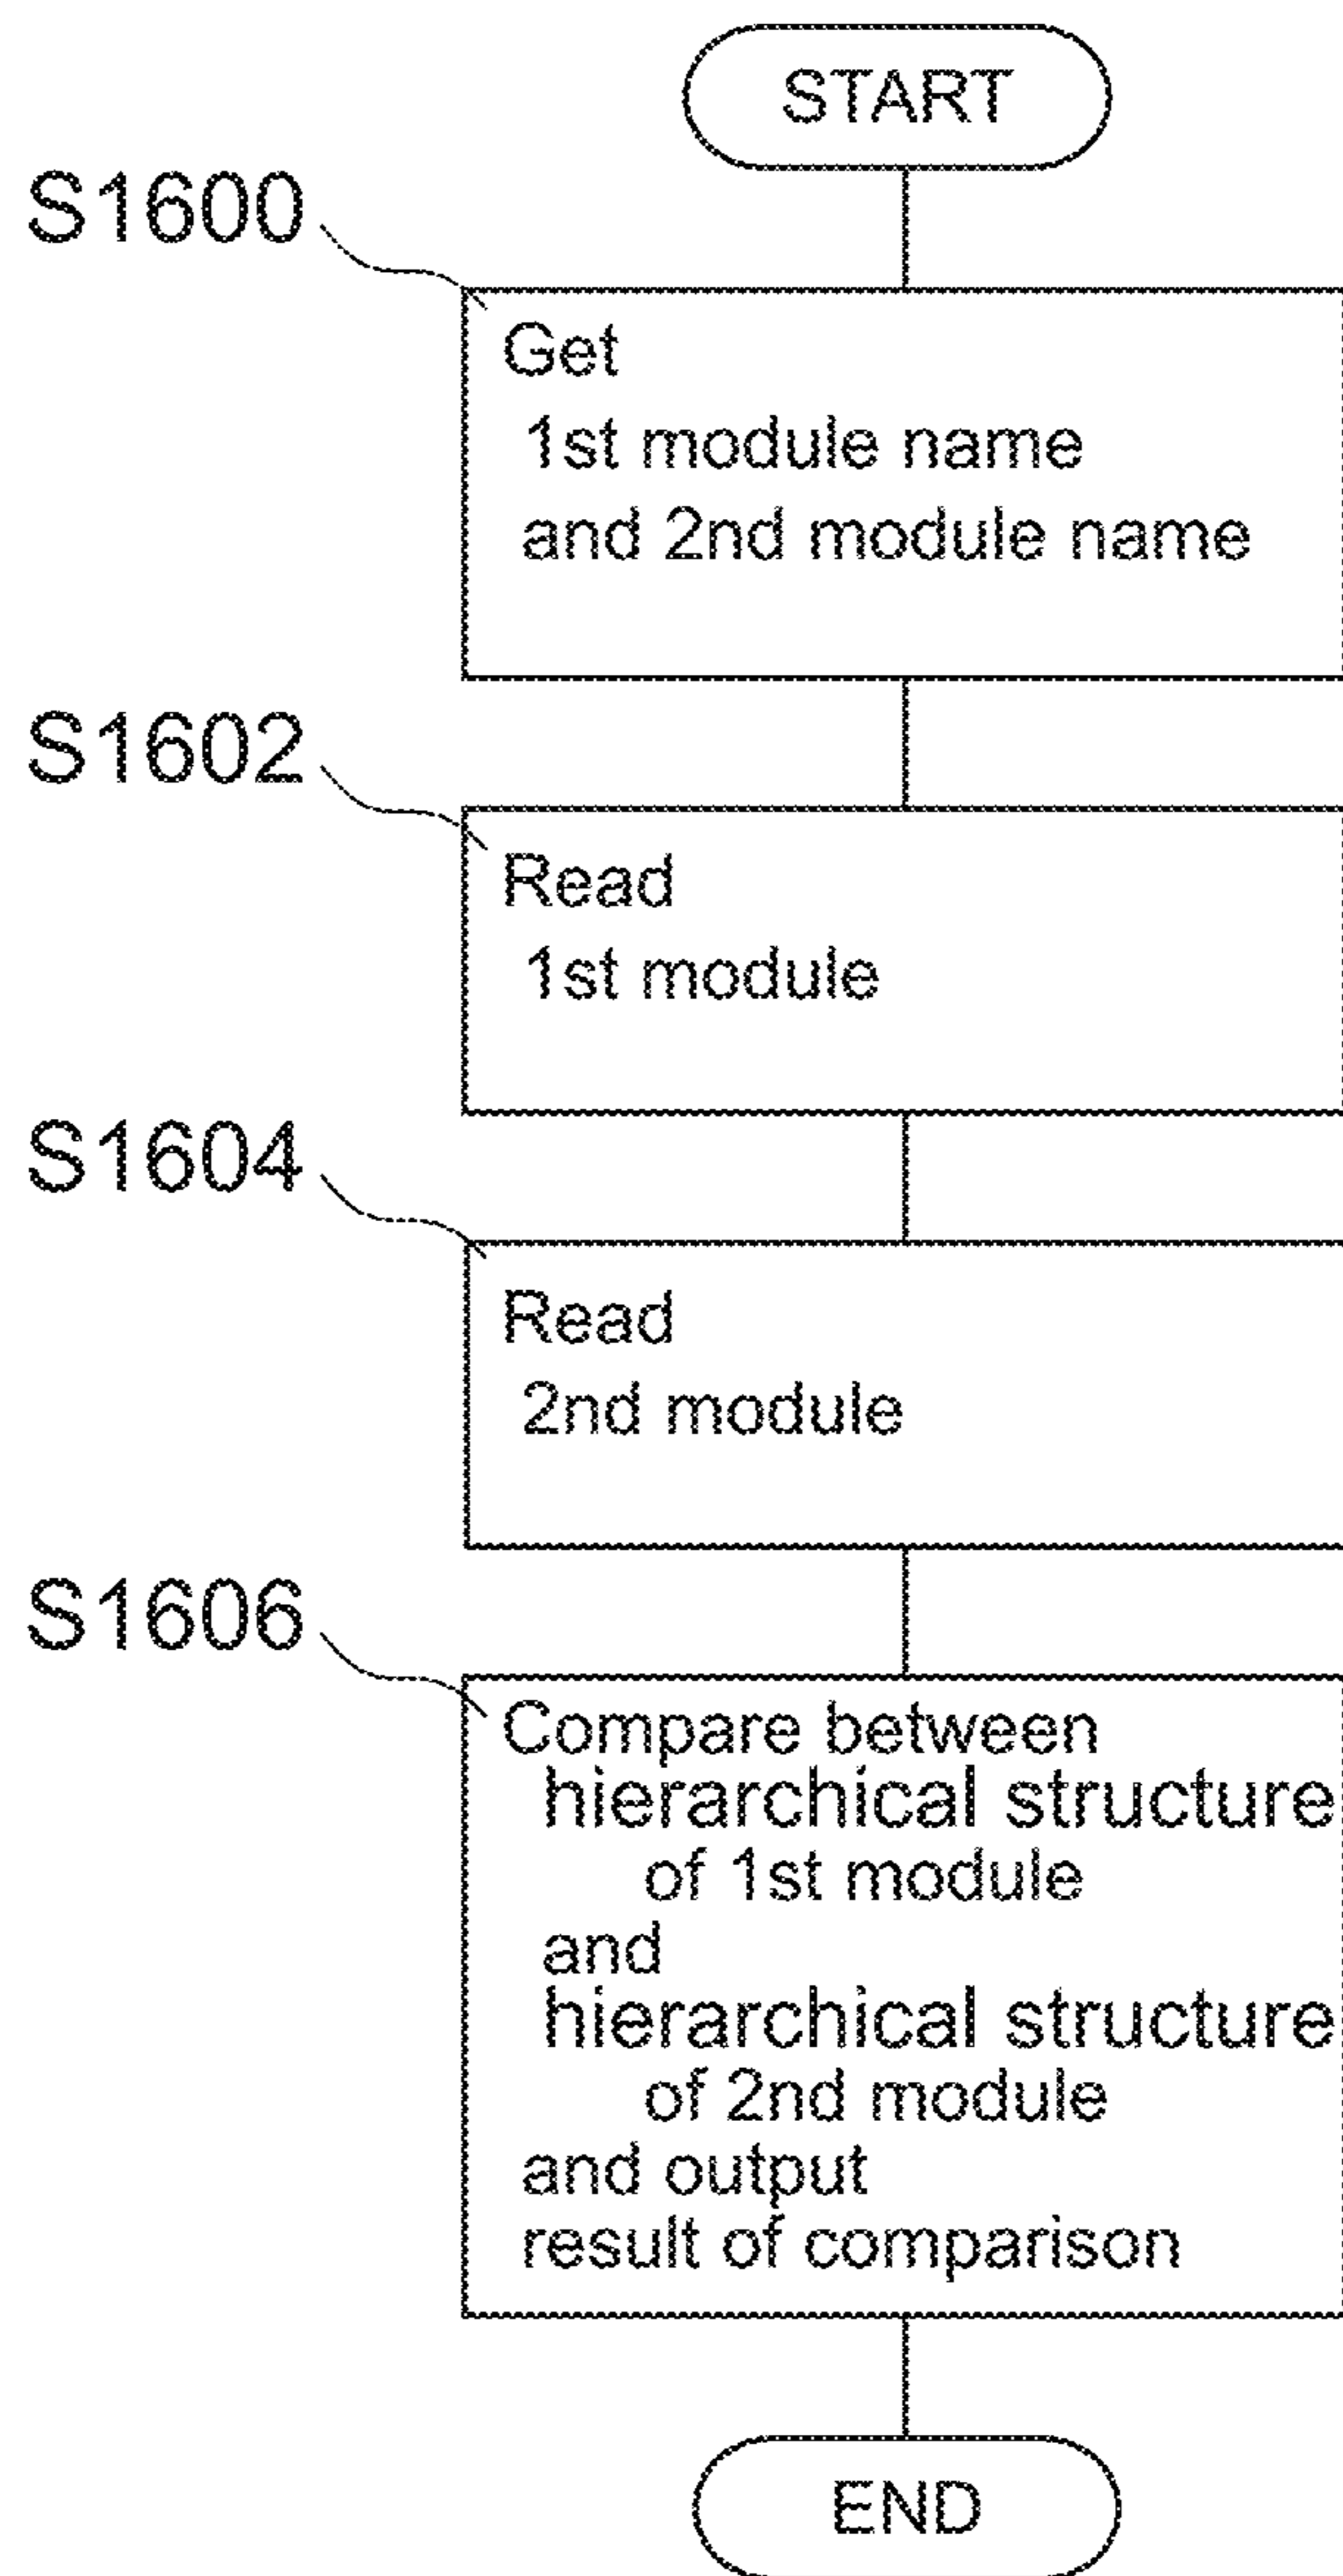 START
S1600
Get
1st module name
and 2nd module name
S1602
Read
1st module
S1604
Read
2nd module
S1606
Compare between
hierarchical structure
of 1st module
and
hierarchical structure
of 2nd module
and output
result of comparison
END